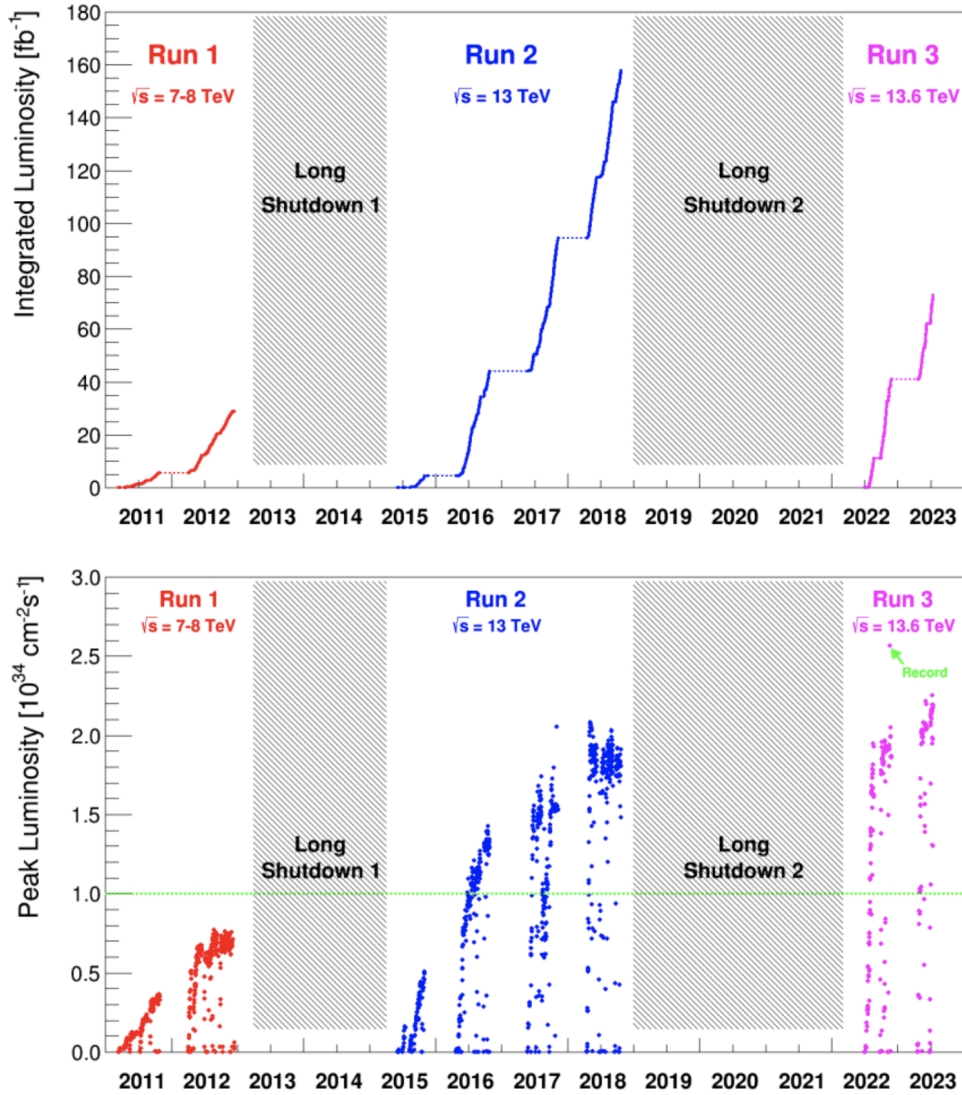 Integrated Luminosity [fb⁻¹]
180
160
140
120
100
80
60
40
20
0
Run 1
√s = 7-8 TeV
Run 2
√s = 13 TeV
Run 3
√s = 13.6 TeV
Long
Shutdown 1
Long
Shutdown 2
2011 2012 2013 2014 2015 2016 2017 2018 2019 2020 2021 2022 2023
Peak Luminosity [10³⁴ cm⁻²s⁻¹]
3.0
2.5
2.0
1.5
1.0
0.5
0.0
Run 1
√s = 7-8 TeV
Run 2
√s = 13 TeV
Run 3
√s = 13.6 TeV
Record
Long
Shutdown 1
Long
Shutdown 2
2011 2012 2013 2014 2015 2016 2017 2018 2019 2020 2021 2022 2023